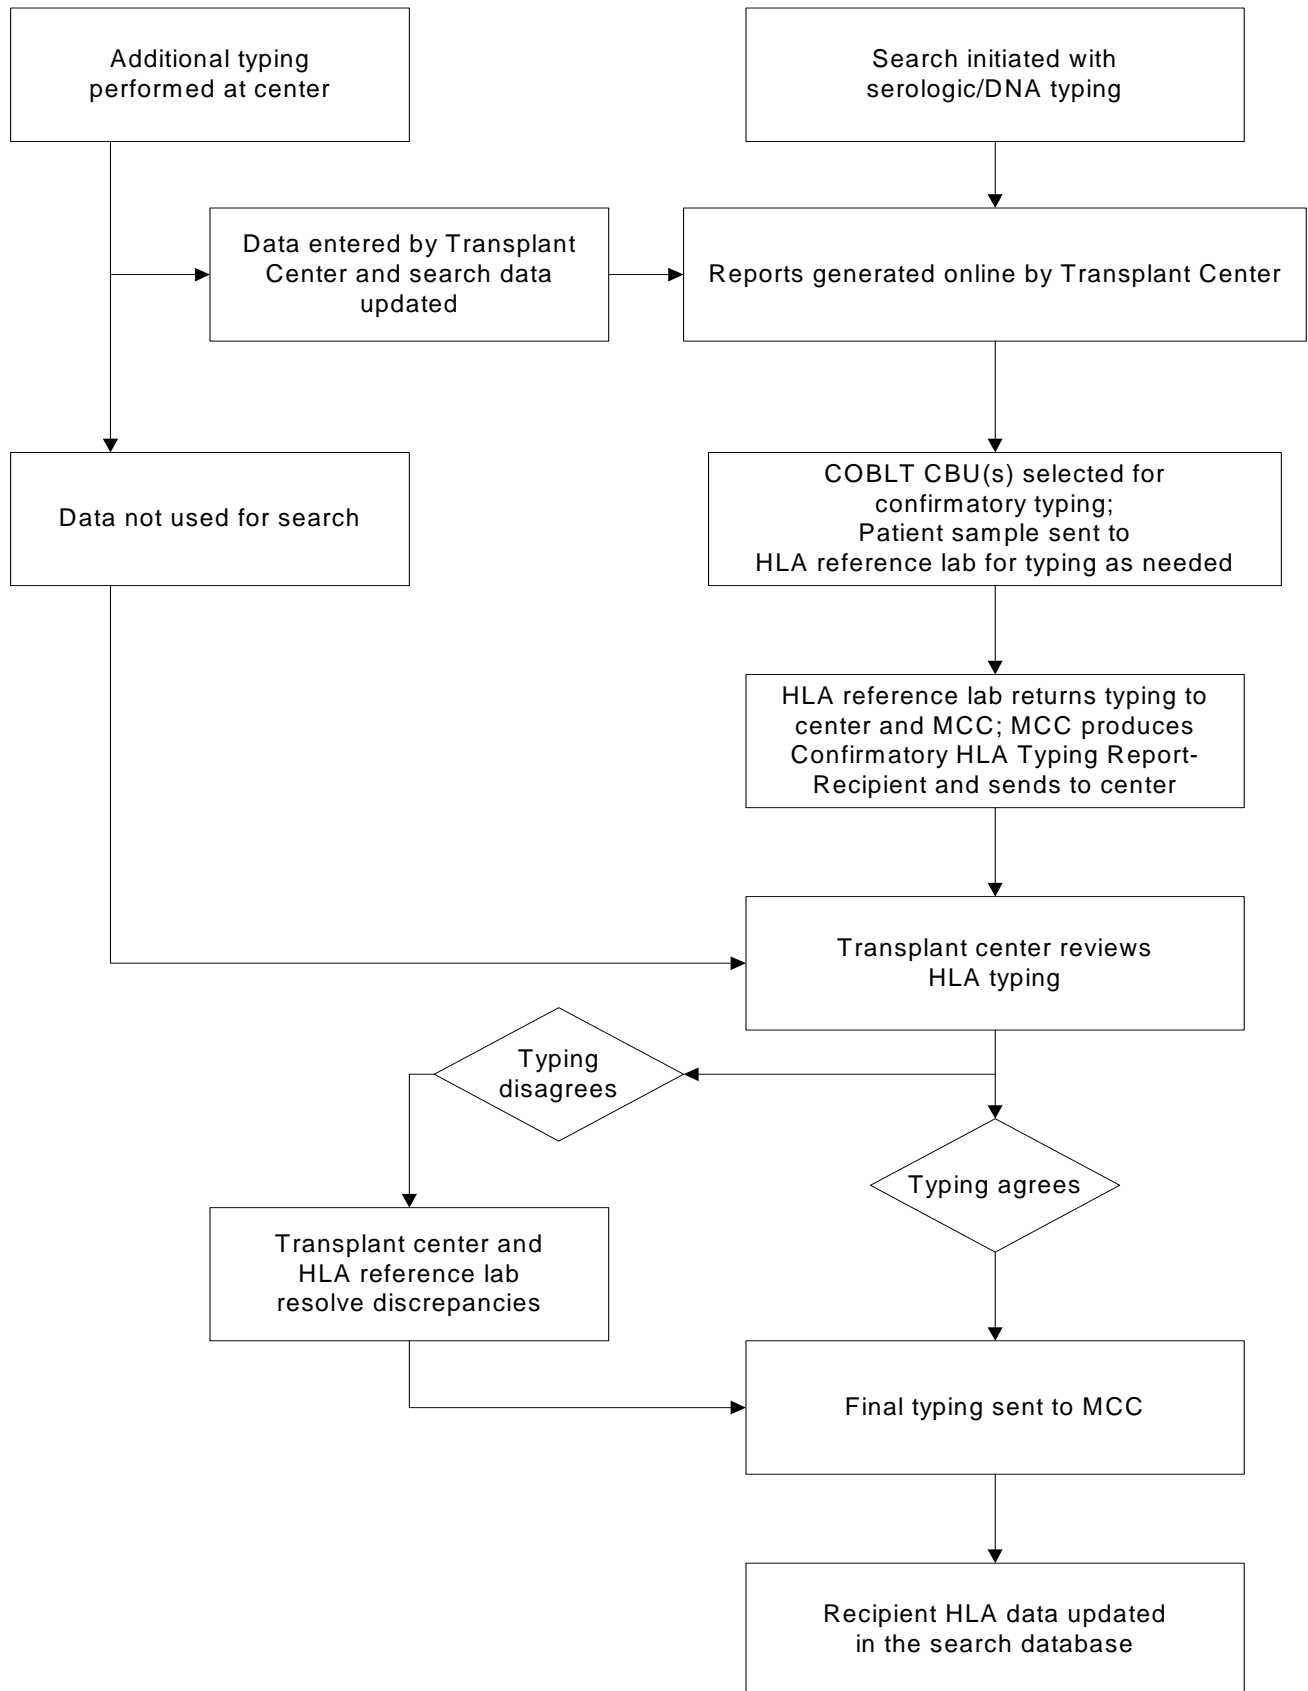 Additional typing
performed at center
Search initiated with
serologic/DNA typing
Data entered by Transplant
Center and search data
updated
Reports generated online by Transplant Center
Data not used for search
COBLT CBU(s) selected for
confirmatory typing;
Patient sample sent to
HLA reference lab for typing as needed
HLA reference lab returns typing to
center and MCC; MCC produces
Confirmatory HLA Typing Report-
Recipient and sends to center
Transplant center reviews
HLA typing
Typing
disagrees
Typing agrees
Transplant center and
HLA reference lab
resolve discrepancies
Final typing sent to MCC
Recipient HLA data updated
in the search database